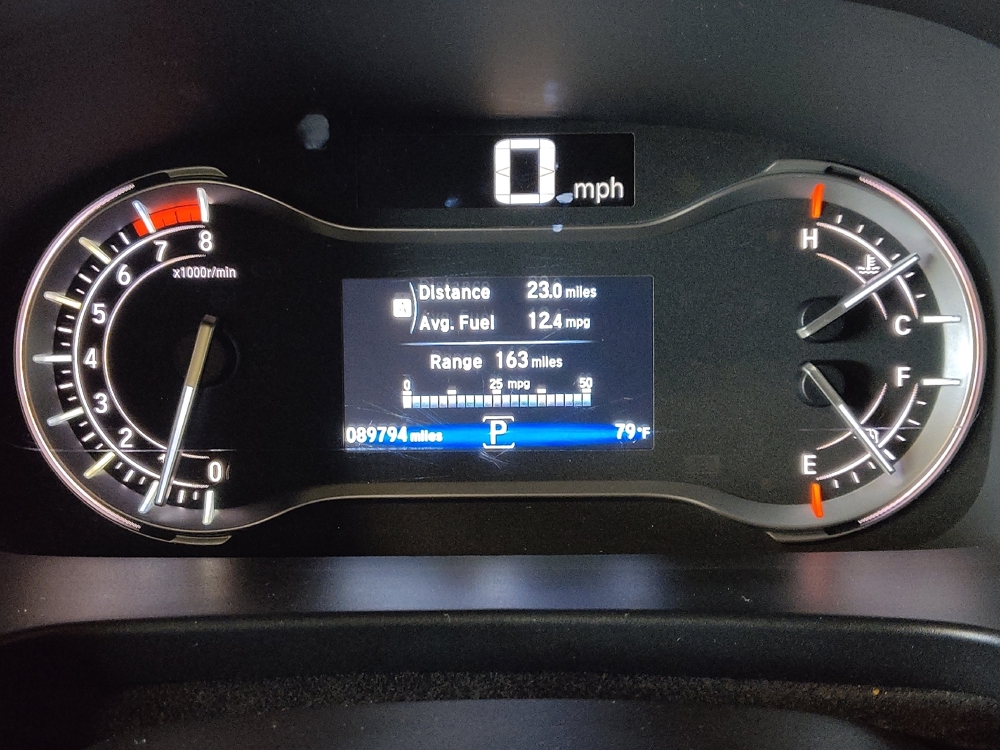 0 mph
8
7
6
5
4
3
2
1
0
x1000r/min
Distance 23.0 miles
Avg. Fuel 12.4 mpg
Range 163 miles
0 25 mpg 50
089794 miles P 79°F
H
C
F
E